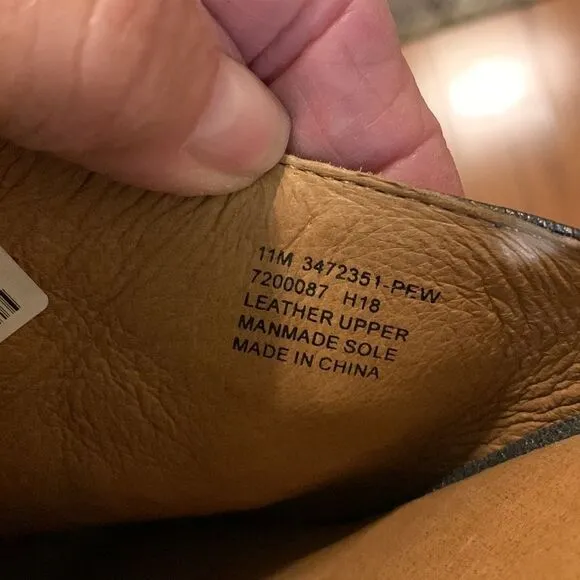 11M 3472351-PEW
7200087 H18
LEATHER UPPER
MANMADE SOLE
MADE IN CHINA